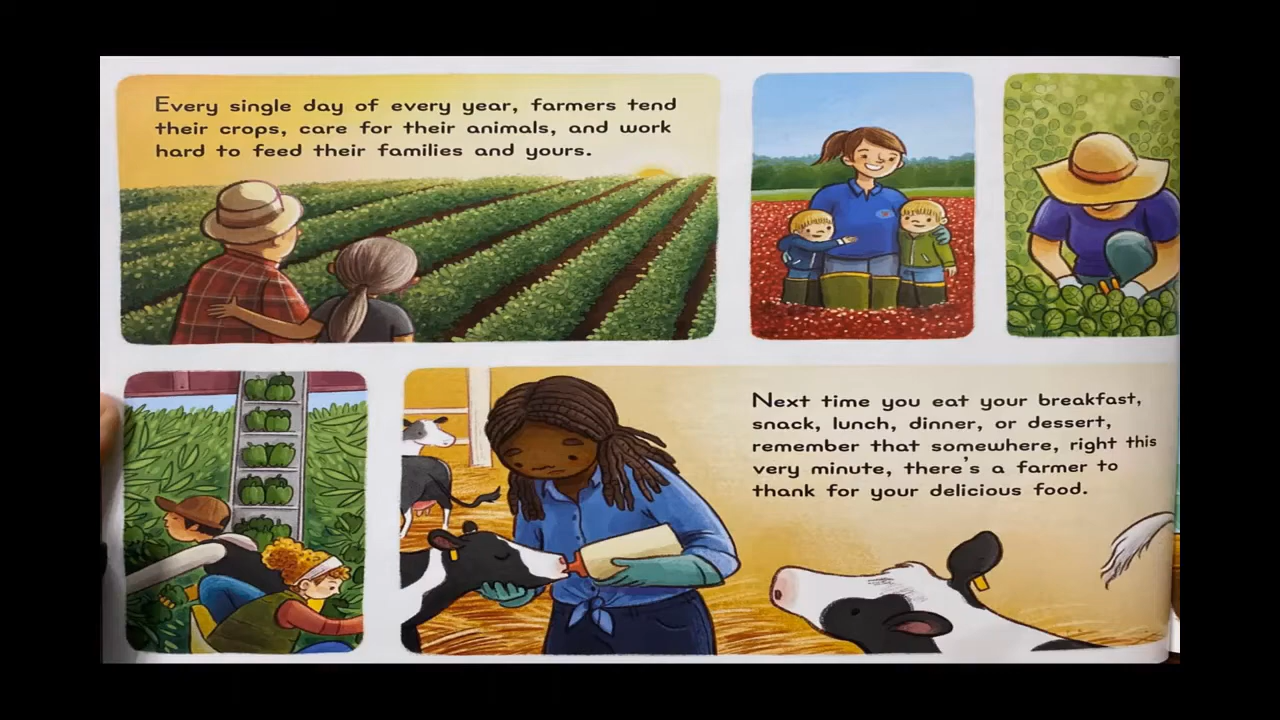 Every single day of every year, farmers tend
their crops, care for their animals, and work
hard to feed their families and yours.
Next time you eat your breakfast,
snack, lunch, dinner, or dessert,
remember that somewhere, right this
very minute, there's a farmer to
thank for your delicious food.